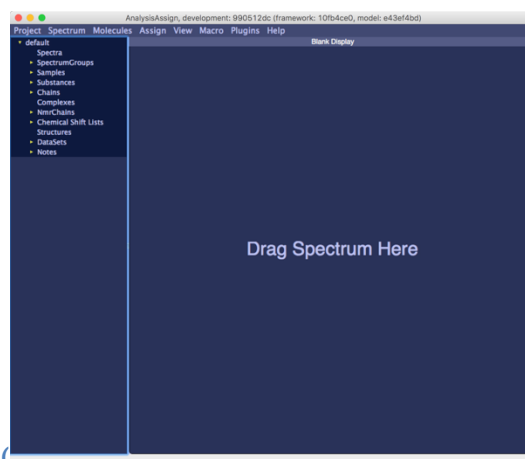 AnalysisAssign, development: 990512dc (framework: 10fb4ce0, model: e43ef4bd)
Project Spectrum Molecules Assign View Macro Plugins Help
default
Blank Display
Spectra
SpectrumGroups
Samples
Substances
Chains
Complexes
NmrChains
Chemical Shift Lists
Structures
DataSets
Notes
Drag Spectrum Here
(